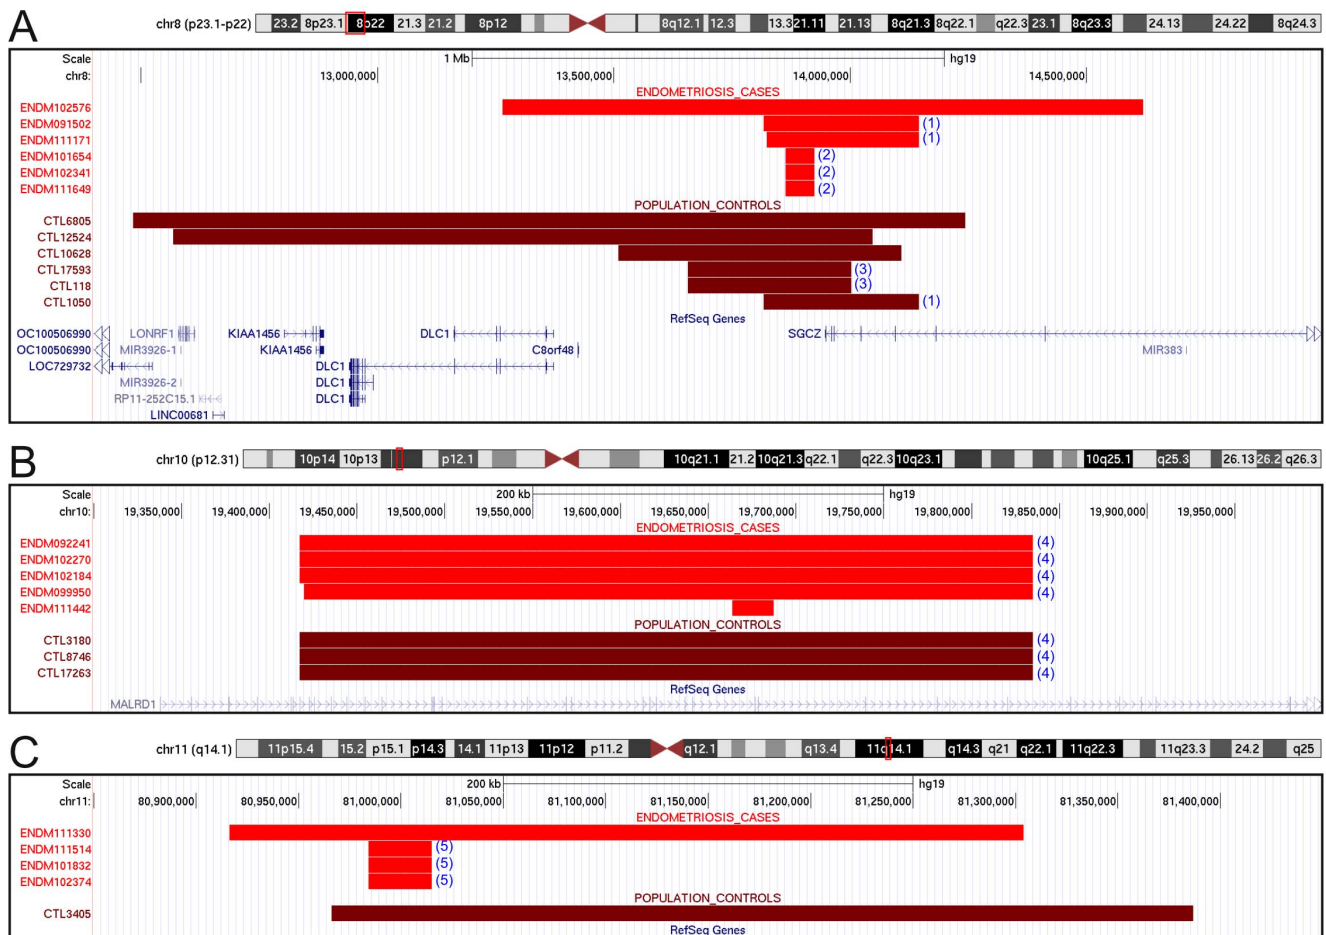 A
chr8 (p23.1-p22) 23.2 8p23.1 8p22 21.3 21.2 8p12 8q12.1 12.3 13.3 21.11 21.13 8q21.3 8q22.1 q22.3 23.1 8q23.3 24.13 24.22 8q24.3
Scale 1 Mb hg19
chr8: 13,000,000 13,500,000 14,000,000 14,500,000
ENDOMETRIOSIS_CASES
ENDM102576
ENDM091502 (1)
ENDM111171 (1)
ENDM101654 (2)
ENDM102341 (2)
ENDM111649 (2)
POPULATION_CONTROLS
CTL6805
CTL12524
CTL10628
CTL17593 (3)
CTL118 (3)
CTL1050 (1)
RefSeq Genes
OC100506990 LONRF1 KIAA1456 DLC1 SGCZ
OC100506990 MIR3926-1 KIAA1456 C8orf48 MIR383
LOC729732 DLC1
MIR3926-2 DLC1
RP11-252C15.1 DLC1
LINC00681
B
chr10 (p12.31) 10p14 10p13 p12.1 10q21.1 21.2 10q21.3 q22.1 q22.3 10q23.1 10q25.1 q25.3 26.13 26.2 q26.3
Scale 200 kb hg19
chr10: 19,350,000 19,400,000 19,450,000 19,500,000 19,550,000 19,600,000 19,650,000 19,700,000 19,750,000 19,800,000 19,850,000 19,900,000 19,950,000
ENDOMETRIOSIS_CASES
ENDM092241 (4)
ENDM102270 (4)
ENDM102184 (4)
ENDM099950 (4)
ENDM111442
POPULATION_CONTROLS
CTL3180 (4)
CTL8746 (4)
CTL17263 (4)
RefSeq Genes
MALRD1
C
chr11 (q14.1) 11p15.4 15.2 p15.1 p14.3 14.1 11p13 11p12 p11.2 q12.1 q13.4 11q14.1 q14.3 q21 q22.1 11q22.3 11q23.3 24.2 q25
Scale 200 kb hg19
chr11: 80,900,000 80,950,000 81,000,000 81,050,000 81,100,000 81,150,000 81,200,000 81,250,000 81,300,000 81,350,000 81,400,000
ENDOMETRIOSIS_CASES
ENDM111330
ENDM111514 (5)
ENDM101832 (5)
ENDM102374 (5)
POPULATION_CONTROLS
CTL3405
RefSeq Genes